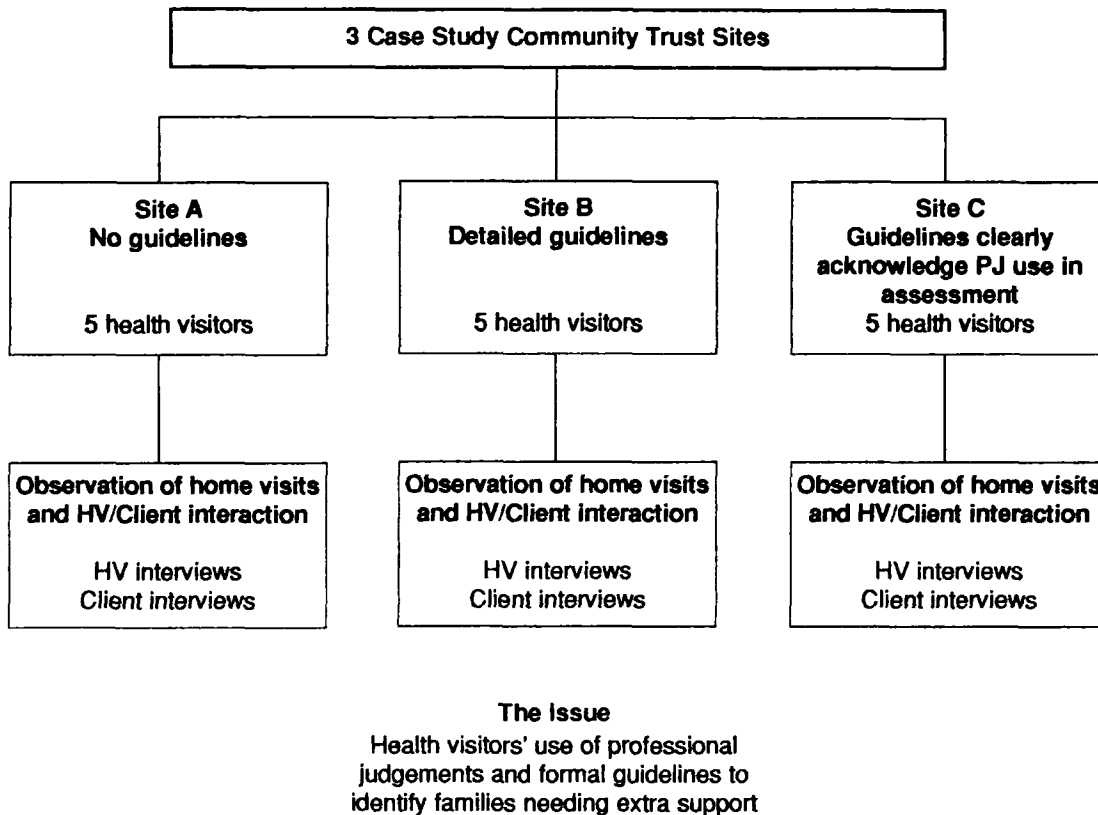 3 Case Study Community Trust Sites
Site A
No guidelines
5 health visitors
Site B
Detailed guidelines
5 health visitors
Site C
Guidelines clearly
acknowledge PJ use in
assessment
5 health visitors
Observation of home visits
and HV/Client interaction
HV interviews
Client interviews
Observation of home visits
and HV/Client interaction
HV interviews
Client interviews
Observation of home visits
and HV/Client interaction
HV interviews
Client interviews
The Issue
Health visitors' use of professional
judgements and formal guidelines to
identify families needing extra support